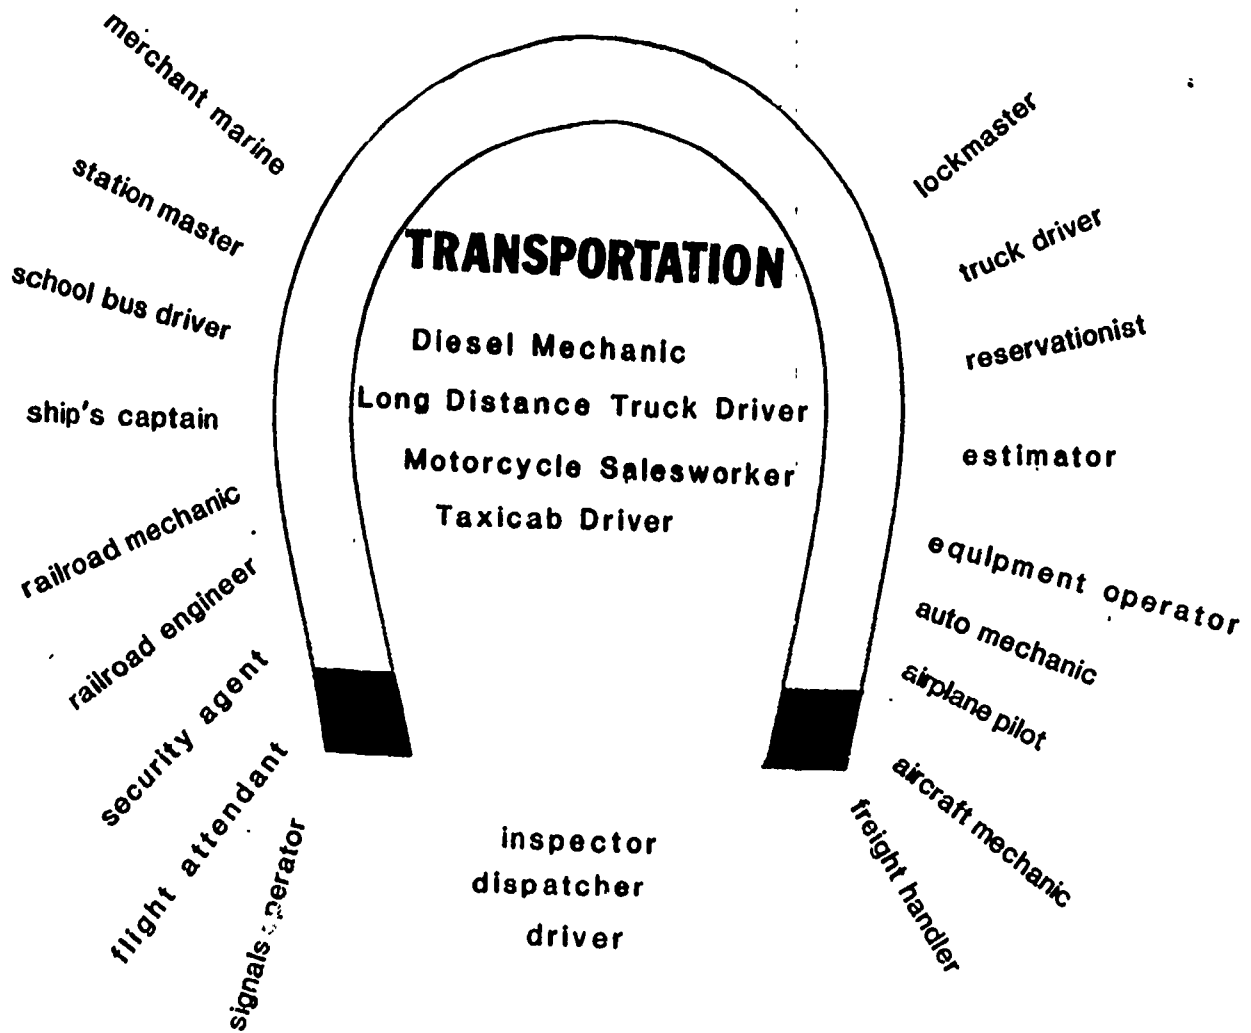 merchant marine
station master
school bus driver
ship's captain
railroad mechanic
railroad engineer
security agent
flight attendant
signals operator
TRANSPORTATION
Diesel Mechanic
Long Distance Truck Driver
Motorcycle Salesworker
Taxicab Driver
inspector
dispatcher
driver
lockmaster
truck driver
reservationist
estimator
equipment operator
auto mechanic
airplane pilot
aircraft mechanic
freight handler